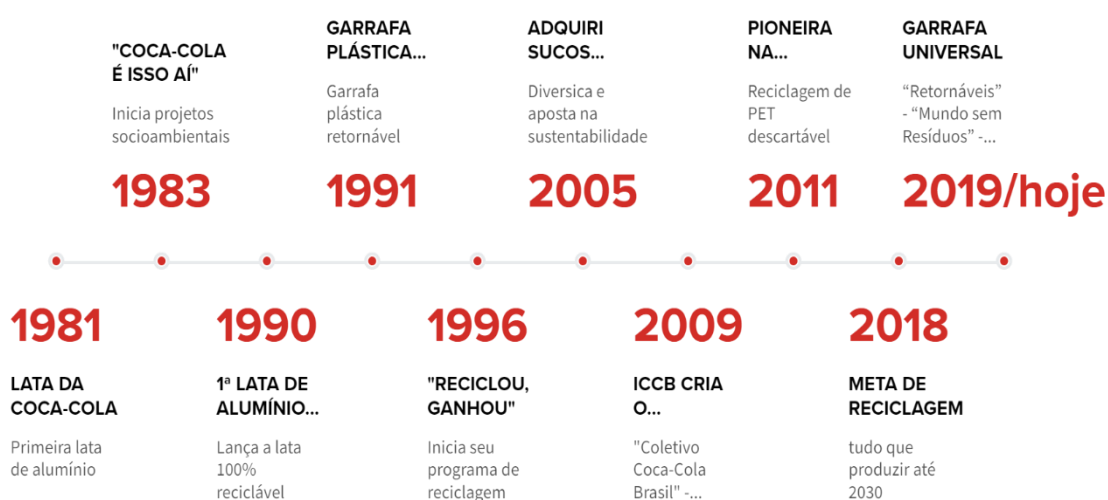 "COCA-COLA
É ISSO AÍ"
Inicia projetos
socioambientais
1983
GARRAFA
PLÁSTICA...
Garrafa
plástica
retornável
1991
ADQUIRI
SUCOS...
Diversica e
aposta na
sustentabilidade
2005
PIONEIRA
NA...
Reciclagem de
PET
descartável
2011
GARRAFA
UNIVERSAL
“Retornáveis”
- “Mundo sem
Resíduos” -...
2019/hoje
1981
LATA DA
COCA-COLA
Primeira lata
de alumínio
1990
1ª LATA DE
ALUMÍNIO...
Lança a lata
100%
reciclável
1996
"RECICLOU,
GANHOU"
Inicia seu
programa de
reciclagem
2009
ICCB CRIA
O...
"Coletivo
Coca-Cola
Brasil" -...
2018
META DE
RECICLAGEM
tudo que
produzir até
2030